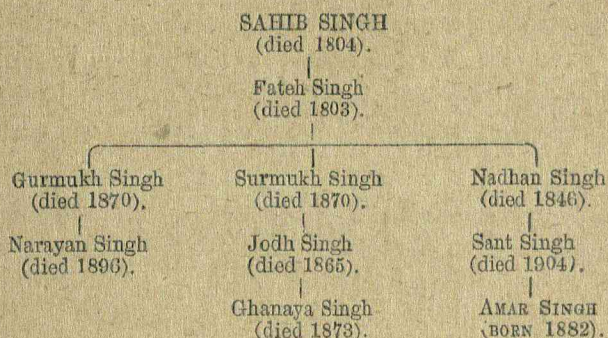 SAHIB SINGH
(died 1804).
Fateh Singh
(died 1803).
Gurmukh Singh Surmukh Singh Nadhan Singh
(died 1870). (died 1870). (died 1846).
Narayan Singh Jodh Singh Sant Singh
(died 1896). (died 1865). (died 1904).
Ghanaya Singh AMAR SINGH
(died 1873). (BORN 1882).